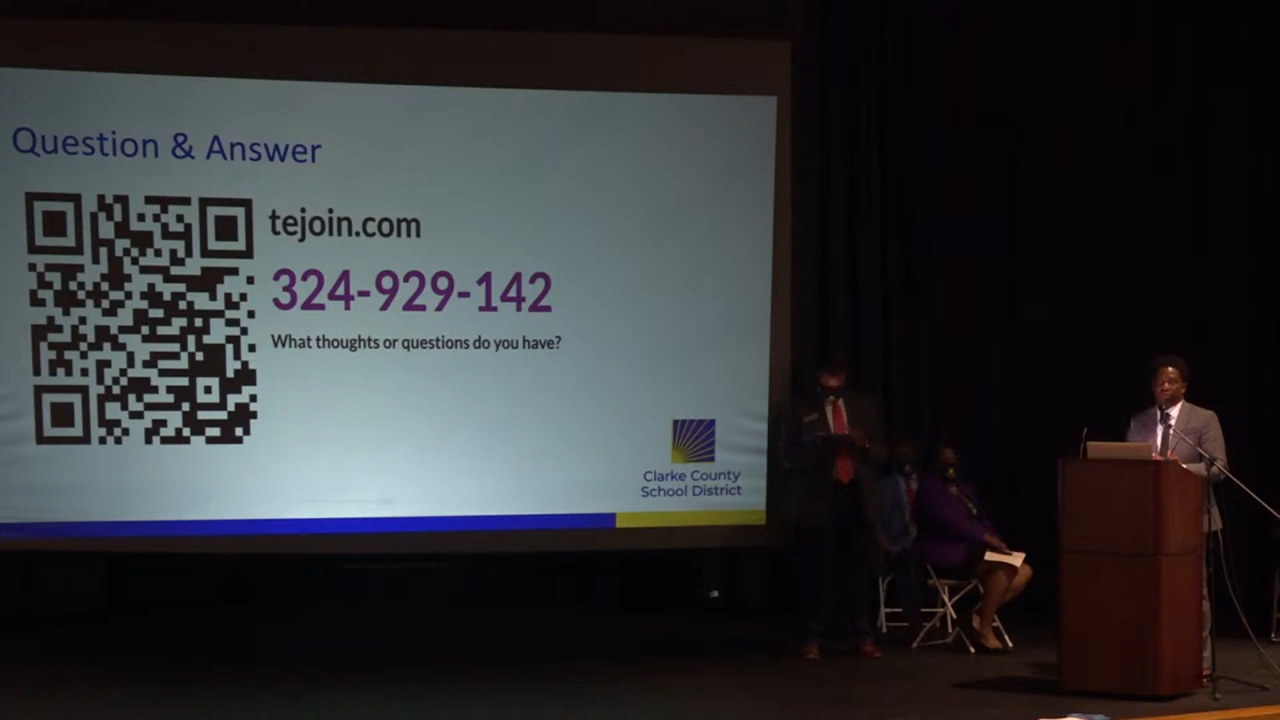 Question & Answer
tejoin.com
324-929-142
What thoughts or questions do you have?
Clarke County
School District